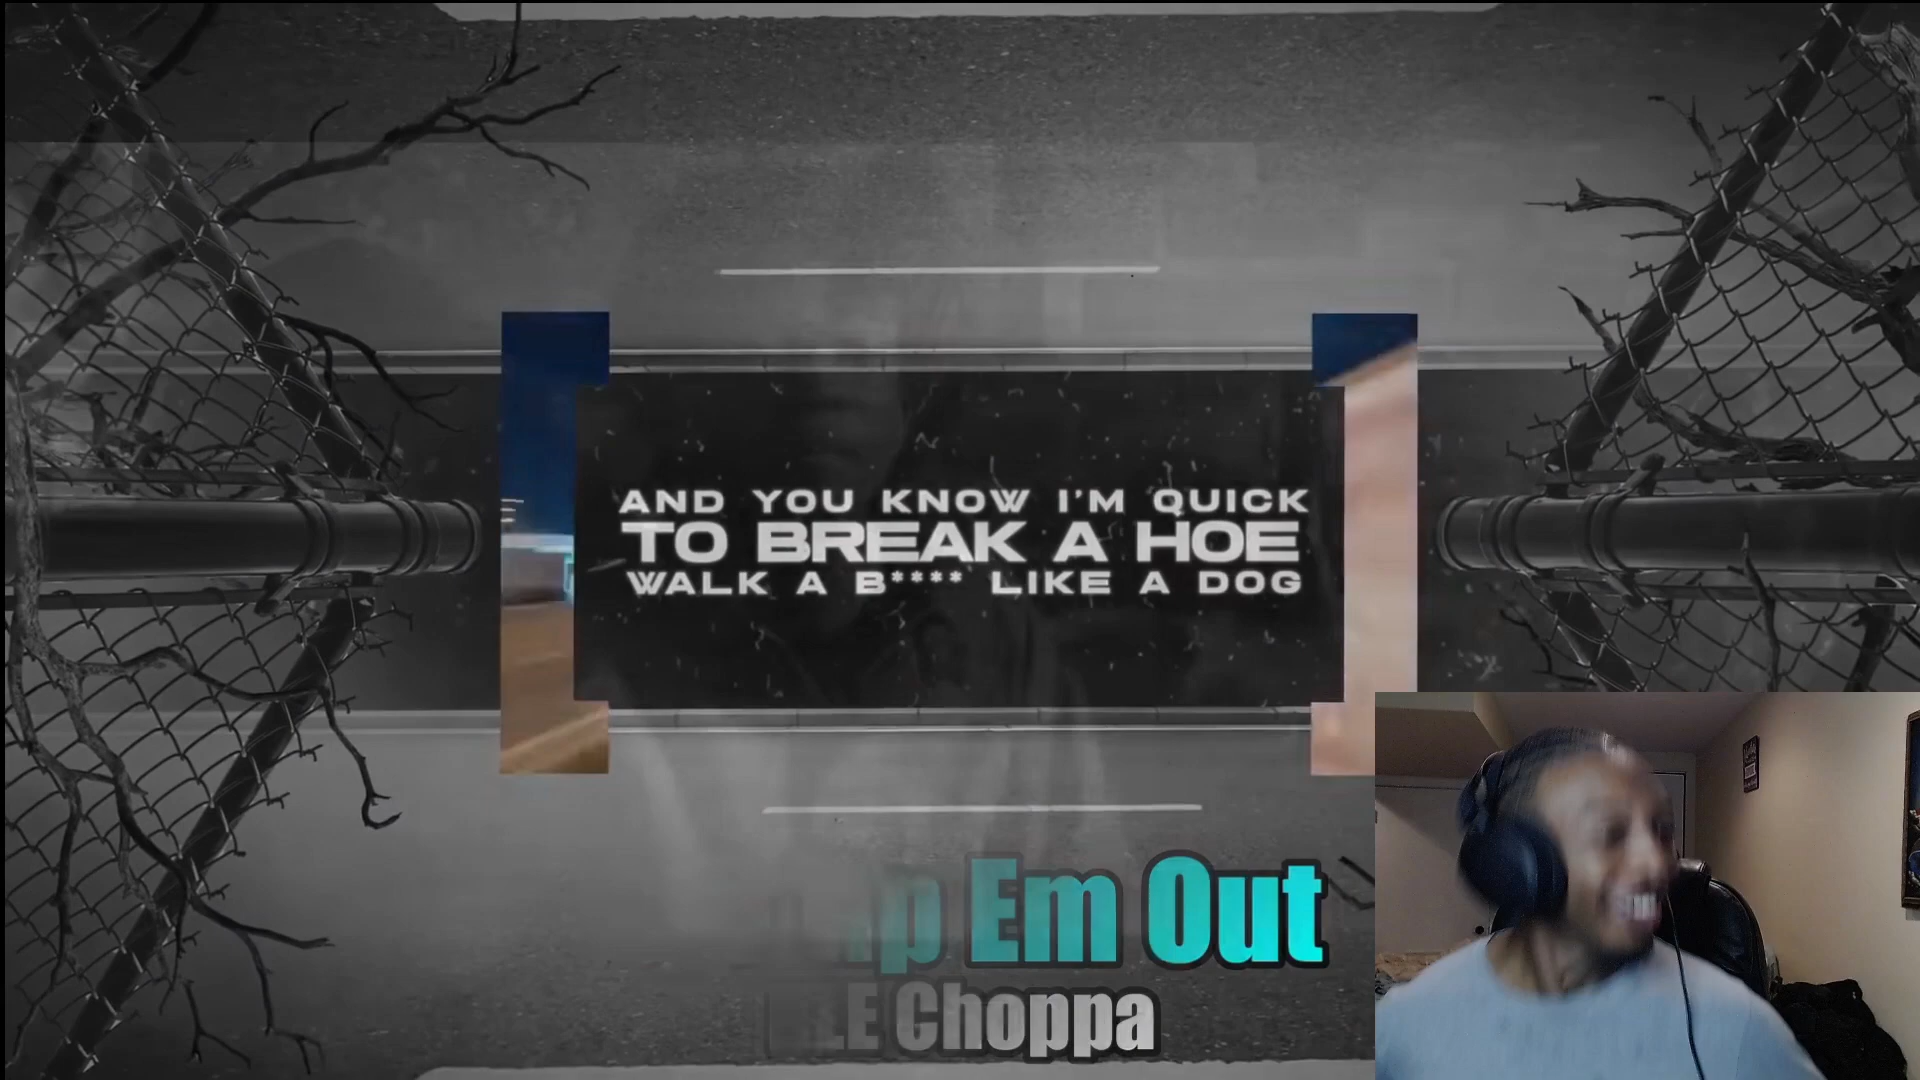 AND YOU KNOW I'M QUICK
TO BREAK A HOE
WALK A B**** LIKE A DOG
Em Out
Choppa